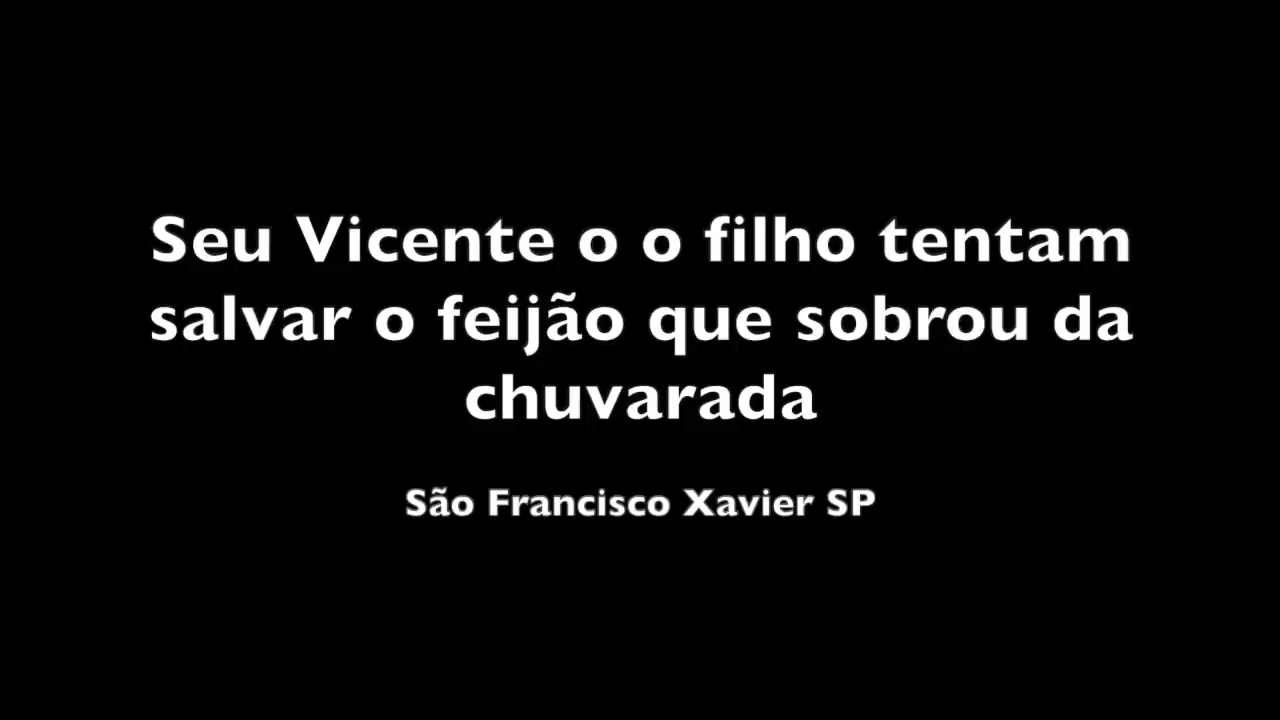 Seu Vicente o o filho tentam
salvar o feijão que sobrou da
chuvarada
São Francisco Xavier SP